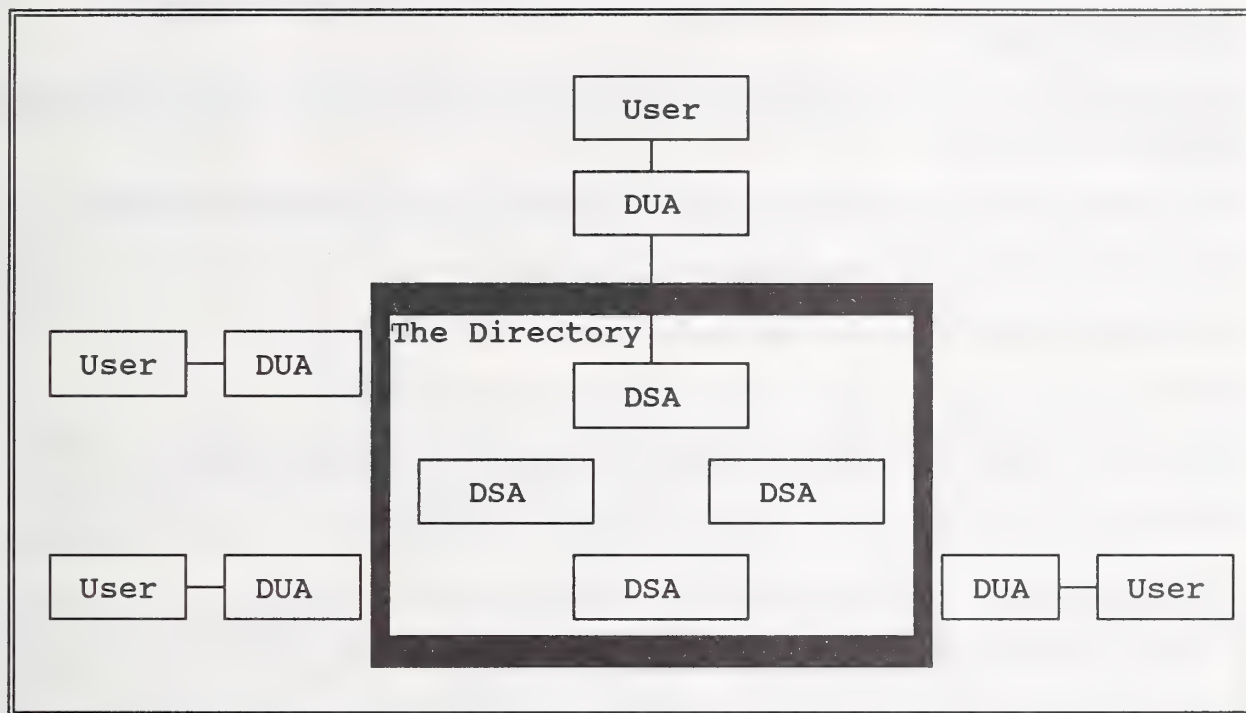 User
DUA
The Directory
User DUA
DSA
DSA DSA
User DUA DSA DUA User